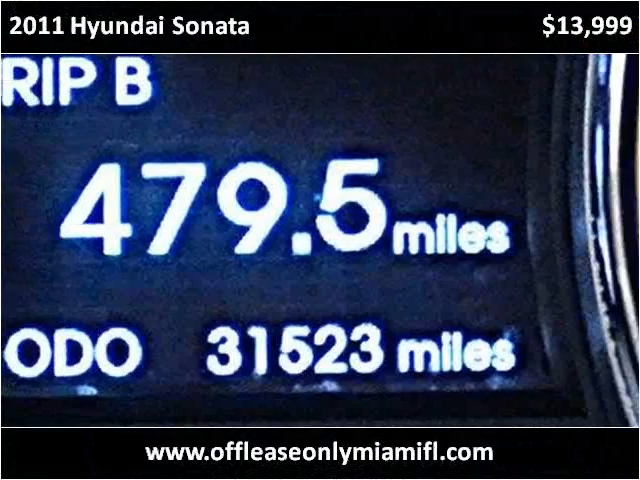 2011 Hyundai Sonata $13,999
RIP B
479.5 miles
ODO 31523 miles
www.offleaseonlymiamifl.com